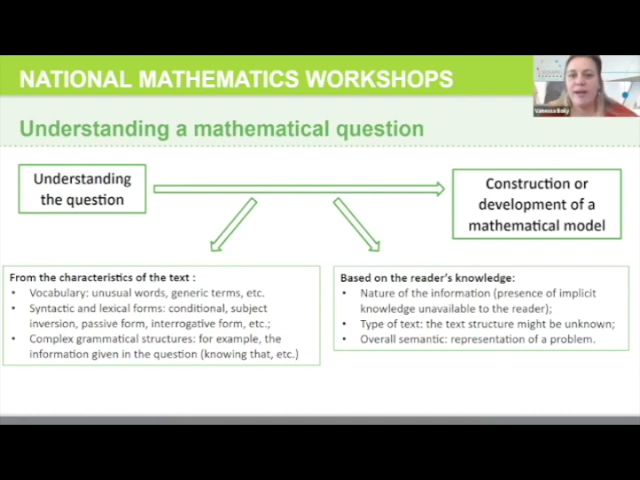 NATIONAL MATHEMATICS WORKSHOPS
Vanessa Boily
Understanding a mathematical question
Understanding
the question
Construction or
development of a
mathematical model
From the characteristics of the text :
• Vocabulary: unusual words, generic terms, etc.
• Syntactic and lexical forms: conditional, subject
inversion, passive form, interrogative form, etc.;
• Complex grammatical structures: for example, the
information given in the question (knowing that, etc.)
Based on the reader's knowledge:
• Nature of the information (presence of implicit
knowledge unavailable to the reader);
• Type of text: the text structure might be unknown;
• Overall semantic: representation of a problem.